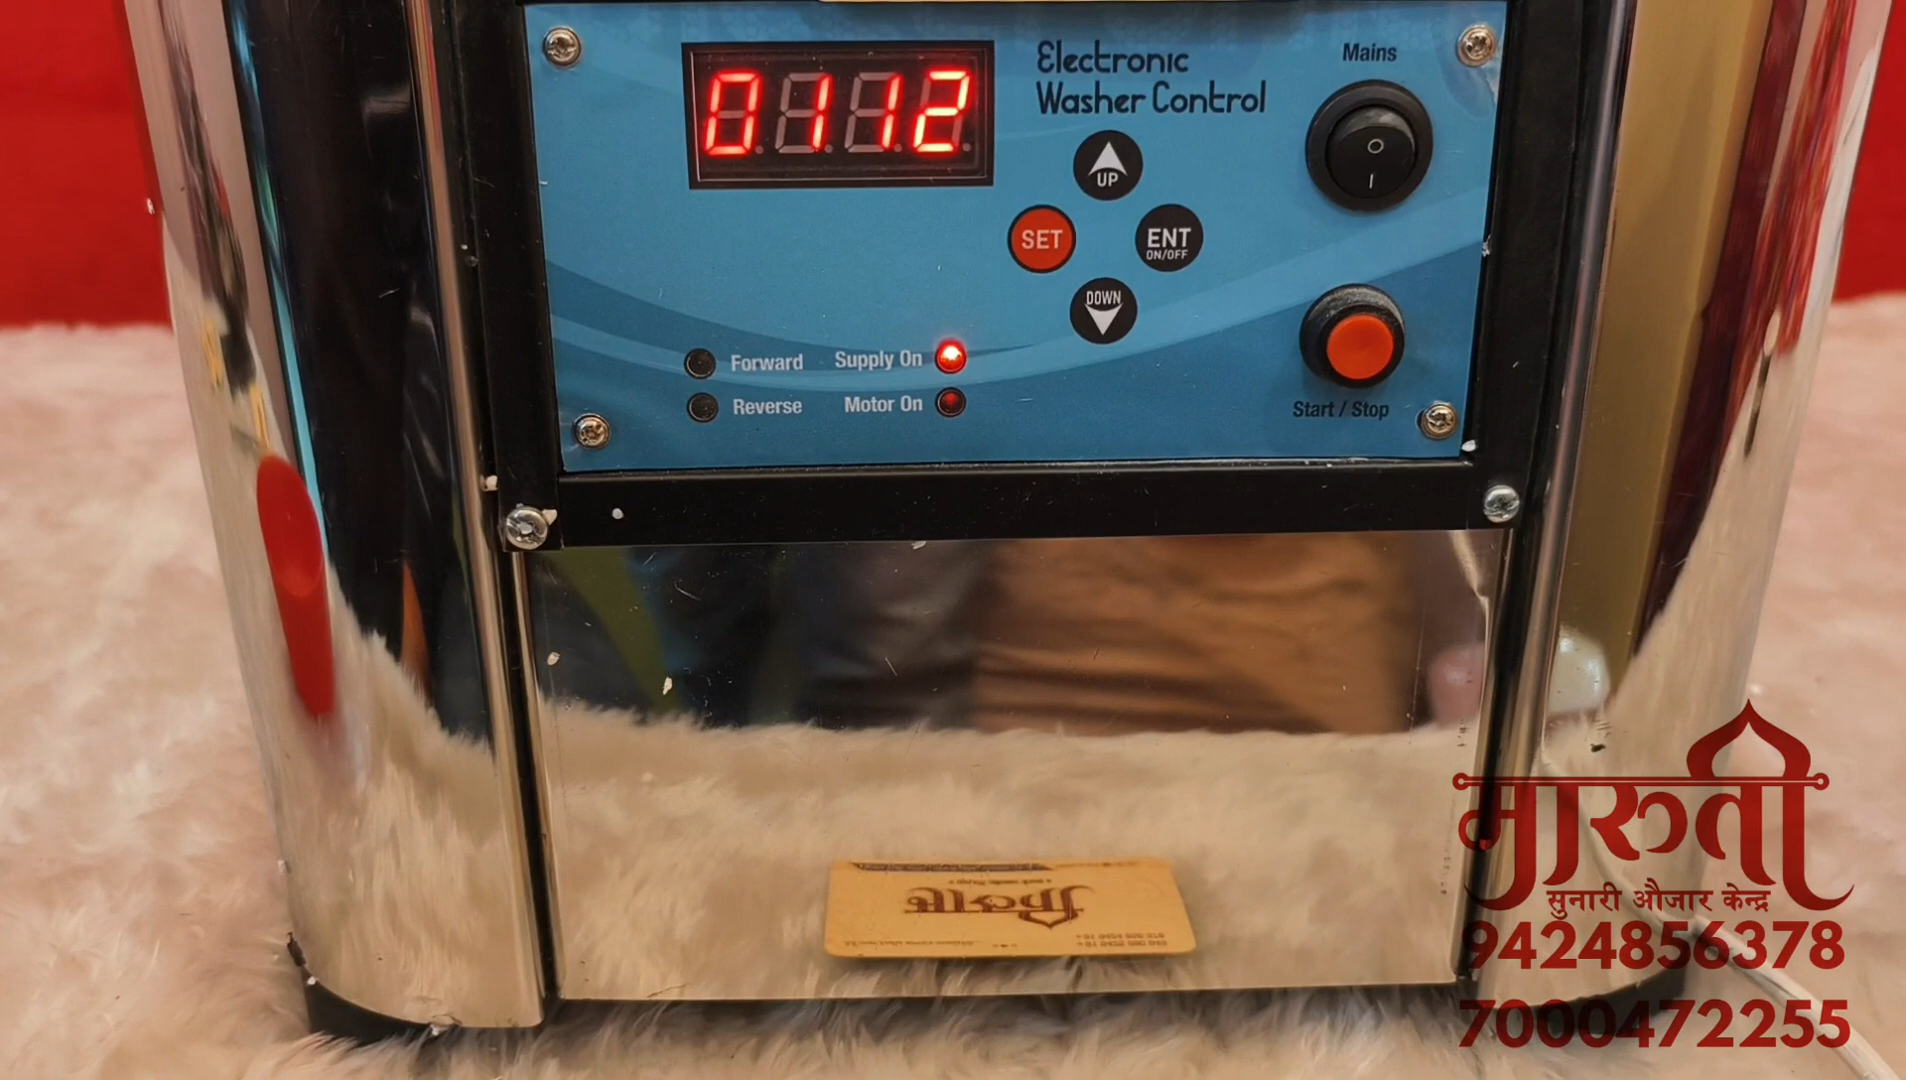 0112
Electronic
Washer Control
Mains
UP
SET
ENT
ON/OFF
DOWN
Forward
Supply On
Reverse
Motor On
Start / Stop
मारुती
सुनारी औजार केन्द्र
9424856378
7000472255